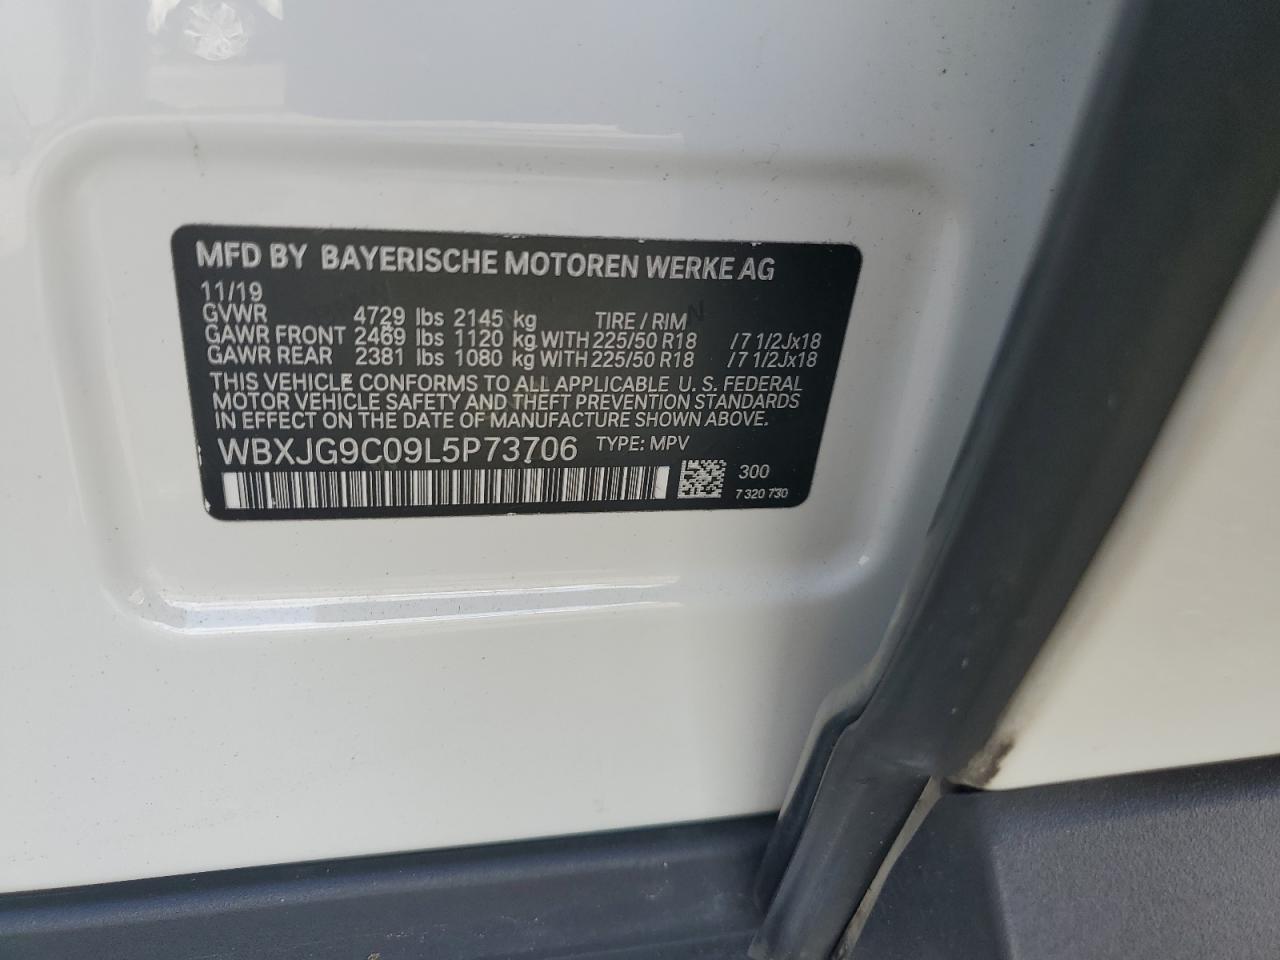 MFD BY BAYERISCHE MOTOREN WERKE AG
11/19
GVWR 4729 lbs 2145 kg TIRE / RIM
GAWR FRONT 2469 lbs 1120 kg WITH 225/50 R18 /7 1/2Jx18
GAWR REAR 2381 lbs 1080 kg WITH 225/50 R18 /7 1/2Jx18
THIS VEHICLE CONFORMS TO ALL APPLICABLE U. S. FEDERAL
MOTOR VEHICLE SAFETY AND THEFT PREVENTION STANDARDS
IN EFFECT ON THE DATE OF MANUFACTURE SHOWN ABOVE.
WBXJG9C09L5P73706 TYPE: MPV
300
7 320 730